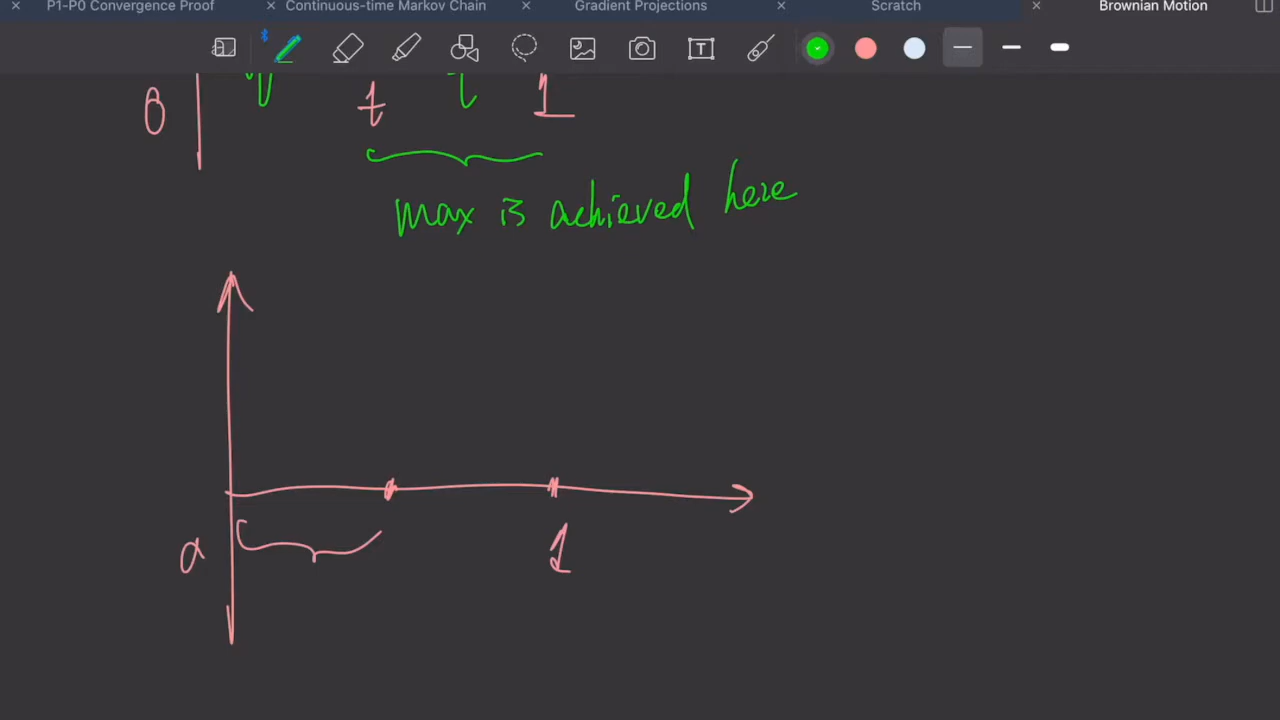 P1-P0 Convergence Proof Continuous-time Markov Chain Gradient Projections Scratch Brownian Motion
T
0 t 1
max is achieved here
0 1